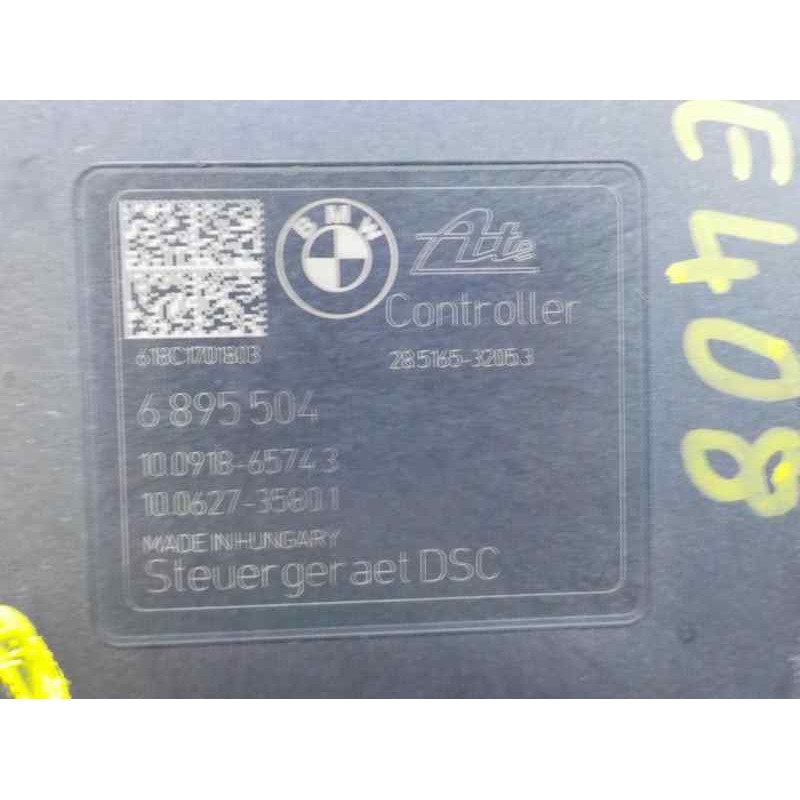 BMW
Ate
Controller
618C1701B03
28.5165-3205.3
6 895 504
10.0918-6574.3
10.0627-3580.1
MADE IN HUNGARY
Steuergeraet DSC
E408